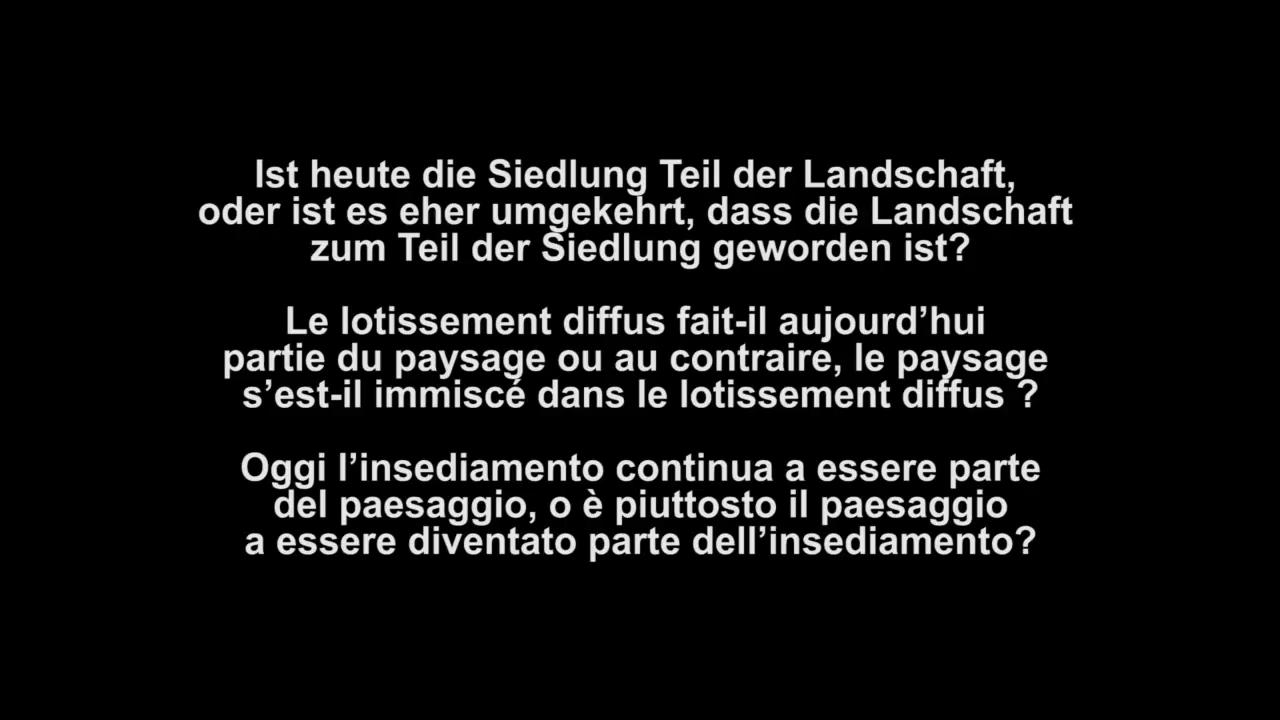 Ist heute die Siedlung Teil der Landschaft,
oder ist es eher umgekehrt, dass die Landschaft
zum Teil der Siedlung geworden ist?
Le lotissement diffus fait-il aujourd’hui
partie du paysage ou au contraire, le paysage
s’est-il immiscé dans le lotissement diffus ?
Oggi l’insediamento continua a essere parte
del paesaggio, o è piuttosto il paesaggio
a essere diventato parte dell’insediamento?